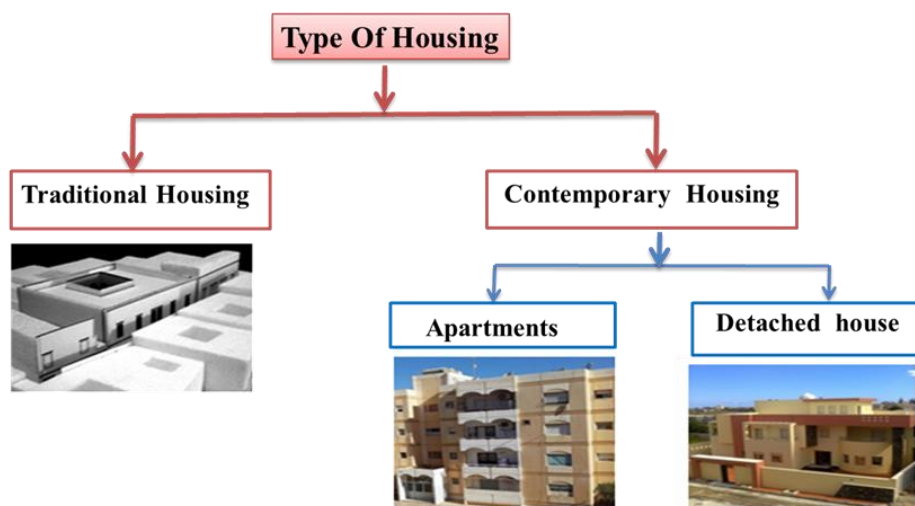 Type Of Housing
Traditional Housing
Contemporary Housing
Apartments
Detached house